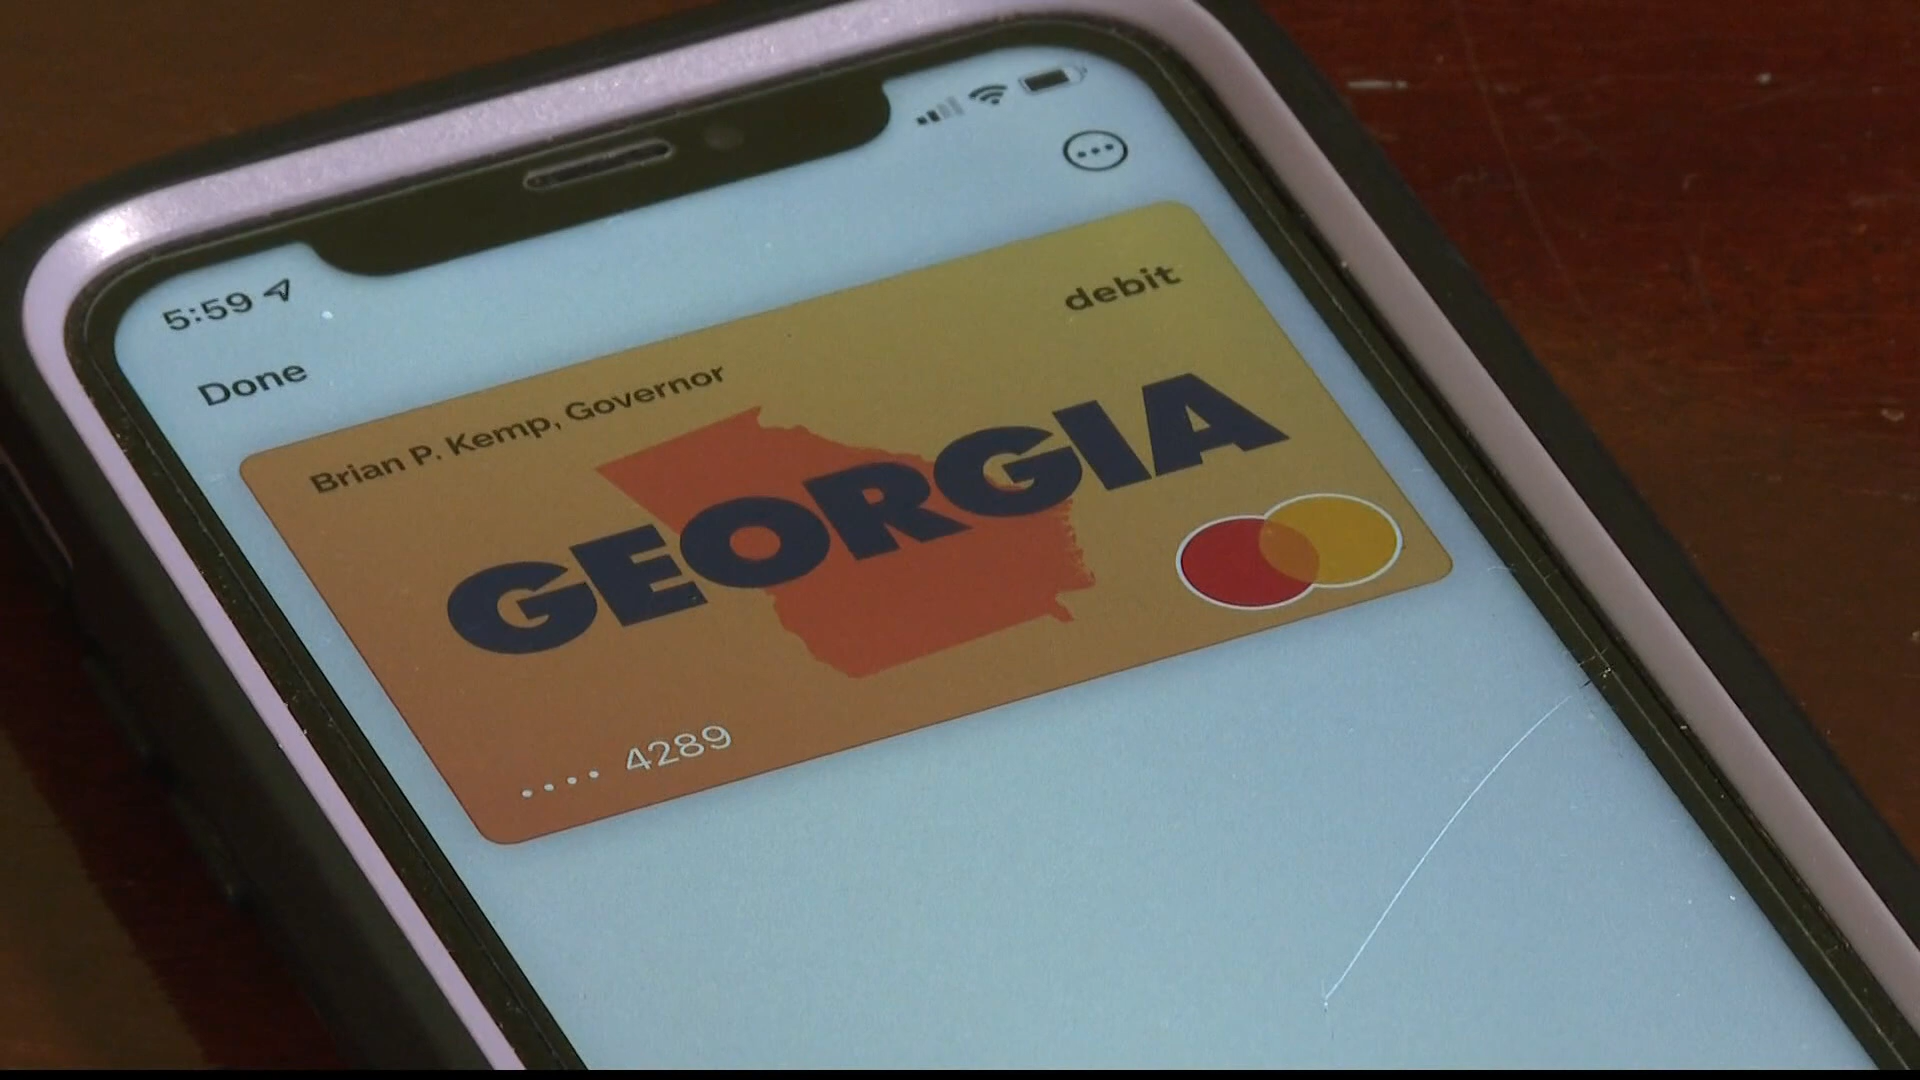 5:59
Done
Brian P. Kemp, Governor
debit
GEORGIA
.... 4289